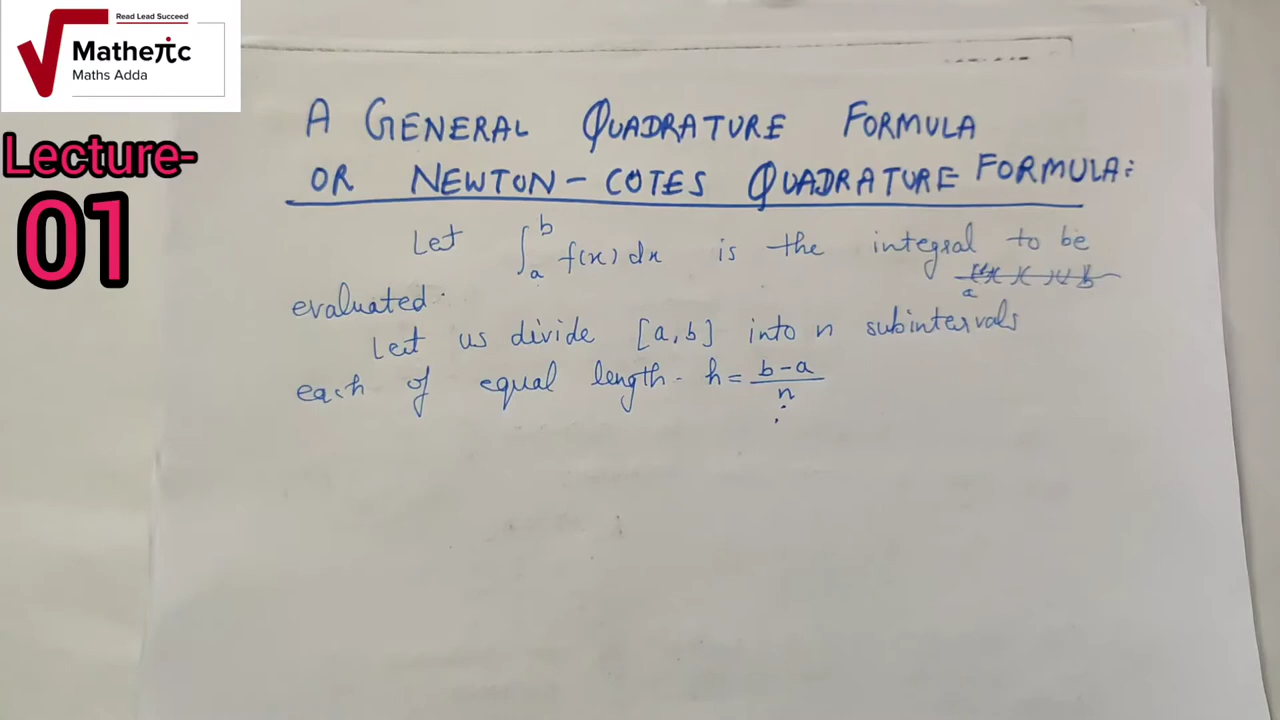 Read Lead Succeed
Matheπc
Maths Adda
Lecture-
01
A GENERAL QUADRATURE FORMULA
OR NEWTON-COTES QUADRATURE FORMULA:
Let ∫_a^b f(x) dx is the integral to be
a b
evaluated.
Let us divide [a,b] into n subintervals
each of equal length. h = (b-a)/n